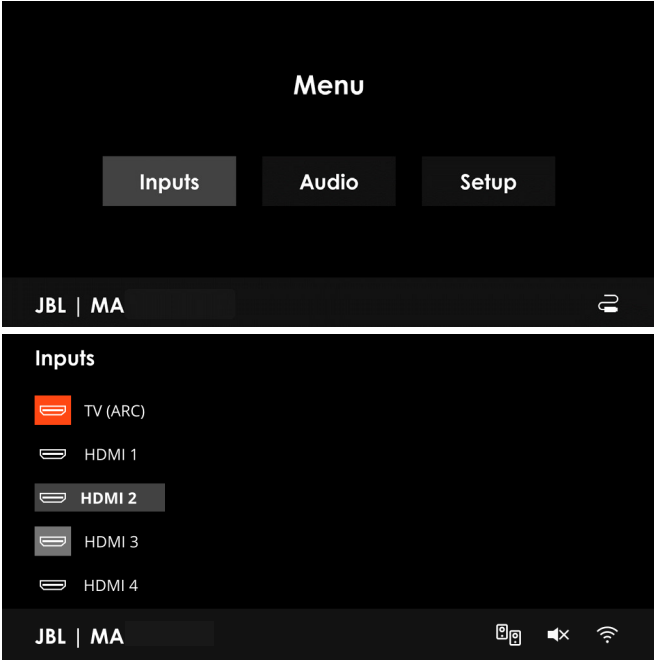 Menu
Inputs Audio Setup
JBL | MA
Inputs
TV (ARC)
HDMI 1
HDMI 2
HDMI 3
HDMI 4
JBL | MA